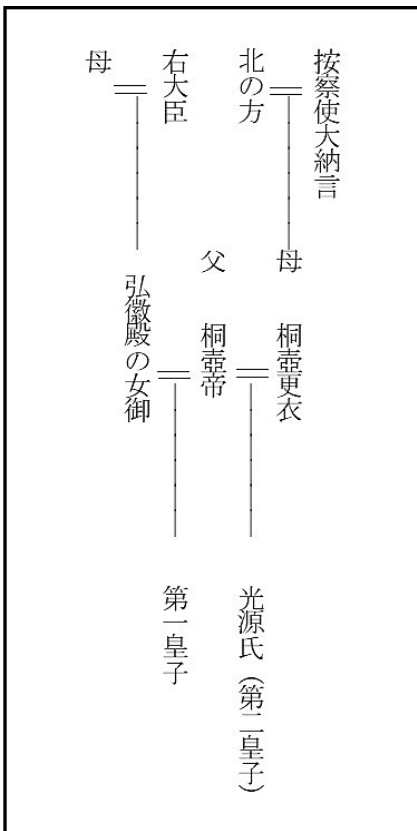 按察使大納言
北の方
右大臣
母
母　桐壺更衣
父　桐壺帝
弘徽殿の女御
光源氏（第二皇子）
第一皇子